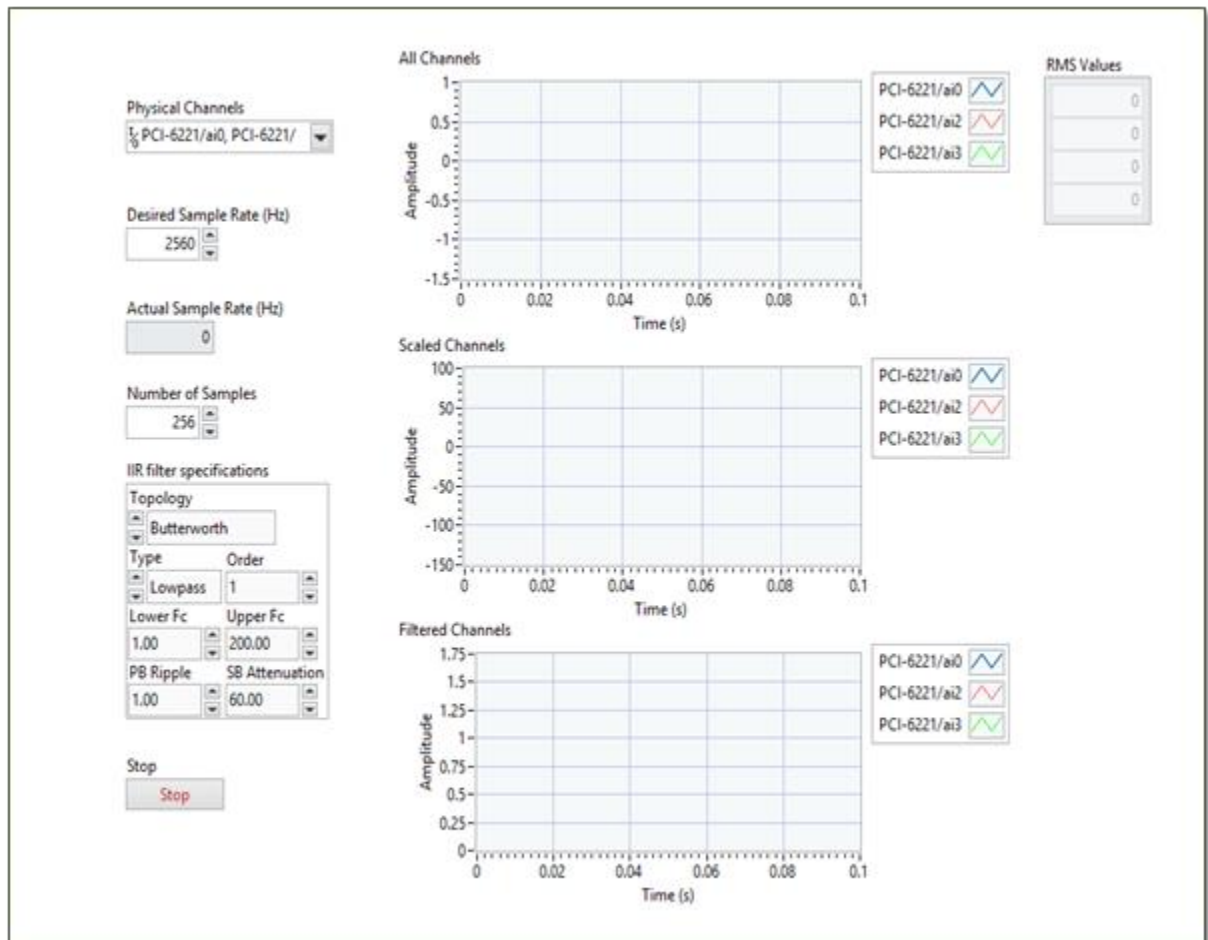 Physical Channels
PCI-6221/ai0, PCI-6221/
Desired Sample Rate (Hz)
2560
Actual Sample Rate (Hz)
0
Number of Samples
256
IIR filter specifications
Topology
Butterworth
Type Order
Lowpass 1
Lower Fc Upper Fc
1.00 200.00
PB Ripple SB Attenuation
1.00 60.00
Stop
Stop
All Channels
Amplitude
1
0.5
0
-0.5
-1
-1.5
0 0.02 0.04 0.06 0.08 0.1
Time (s)
PCI-6221/ai0
PCI-6221/ai2
PCI-6221/ai3
Scaled Channels
Amplitude
100
50
0
-50
-100
-150
0 0.02 0.04 0.06 0.08 0.1
Time (s)
PCI-6221/ai0
PCI-6221/ai2
PCI-6221/ai3
Filtered Channels
Amplitude
1.75
1.5
1.25
1
0.75
0.5
0.25
0
0 0.02 0.04 0.06 0.08 0.1
Time (s)
PCI-6221/ai0
PCI-6221/ai2
PCI-6221/ai3
RMS Values
0
0
0
0